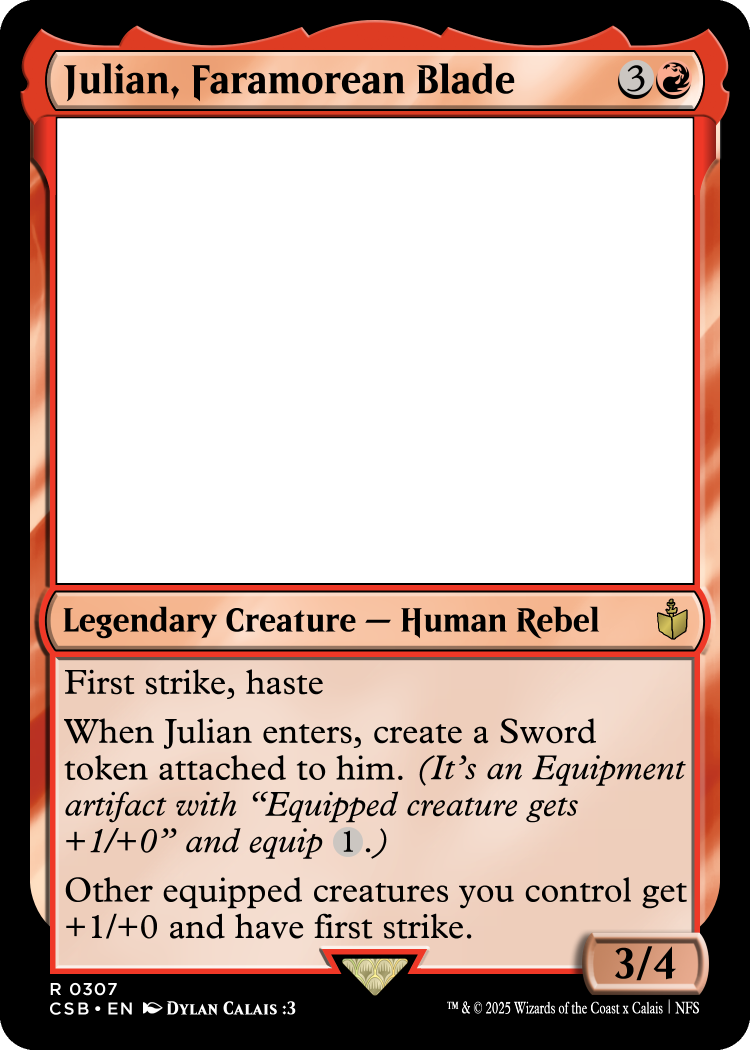 Julian, Faramorean Blade 3
Legendary Creature — Human Rebel
First strike, haste
When Julian enters, create a Sword
token attached to him. (It's an Equipment
artifact with “Equipped creature gets
+1/+0” and equip 1.)
Other equipped creatures you control get
+1/+0 and have first strike.
3/4
R 0307
CSB • EN Dylan Calais :3
™ & © 2025 Wizards of the Coast x Calais | NFS